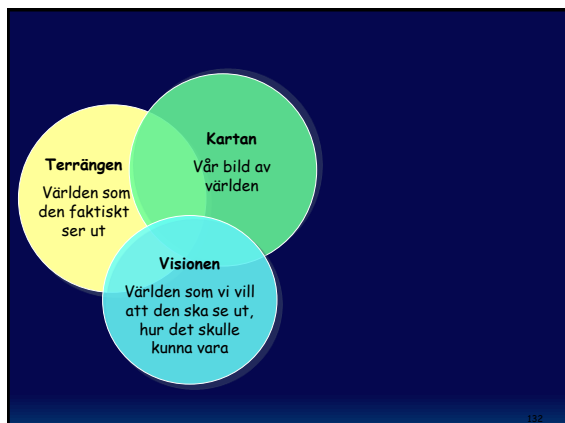 Kartan
Vår bild av
världen
Terrängen
Världen som
den faktiskt
ser ut
Visionen
Världen som vi vill
att den ska se ut,
hur det skulle
kunna vara
132